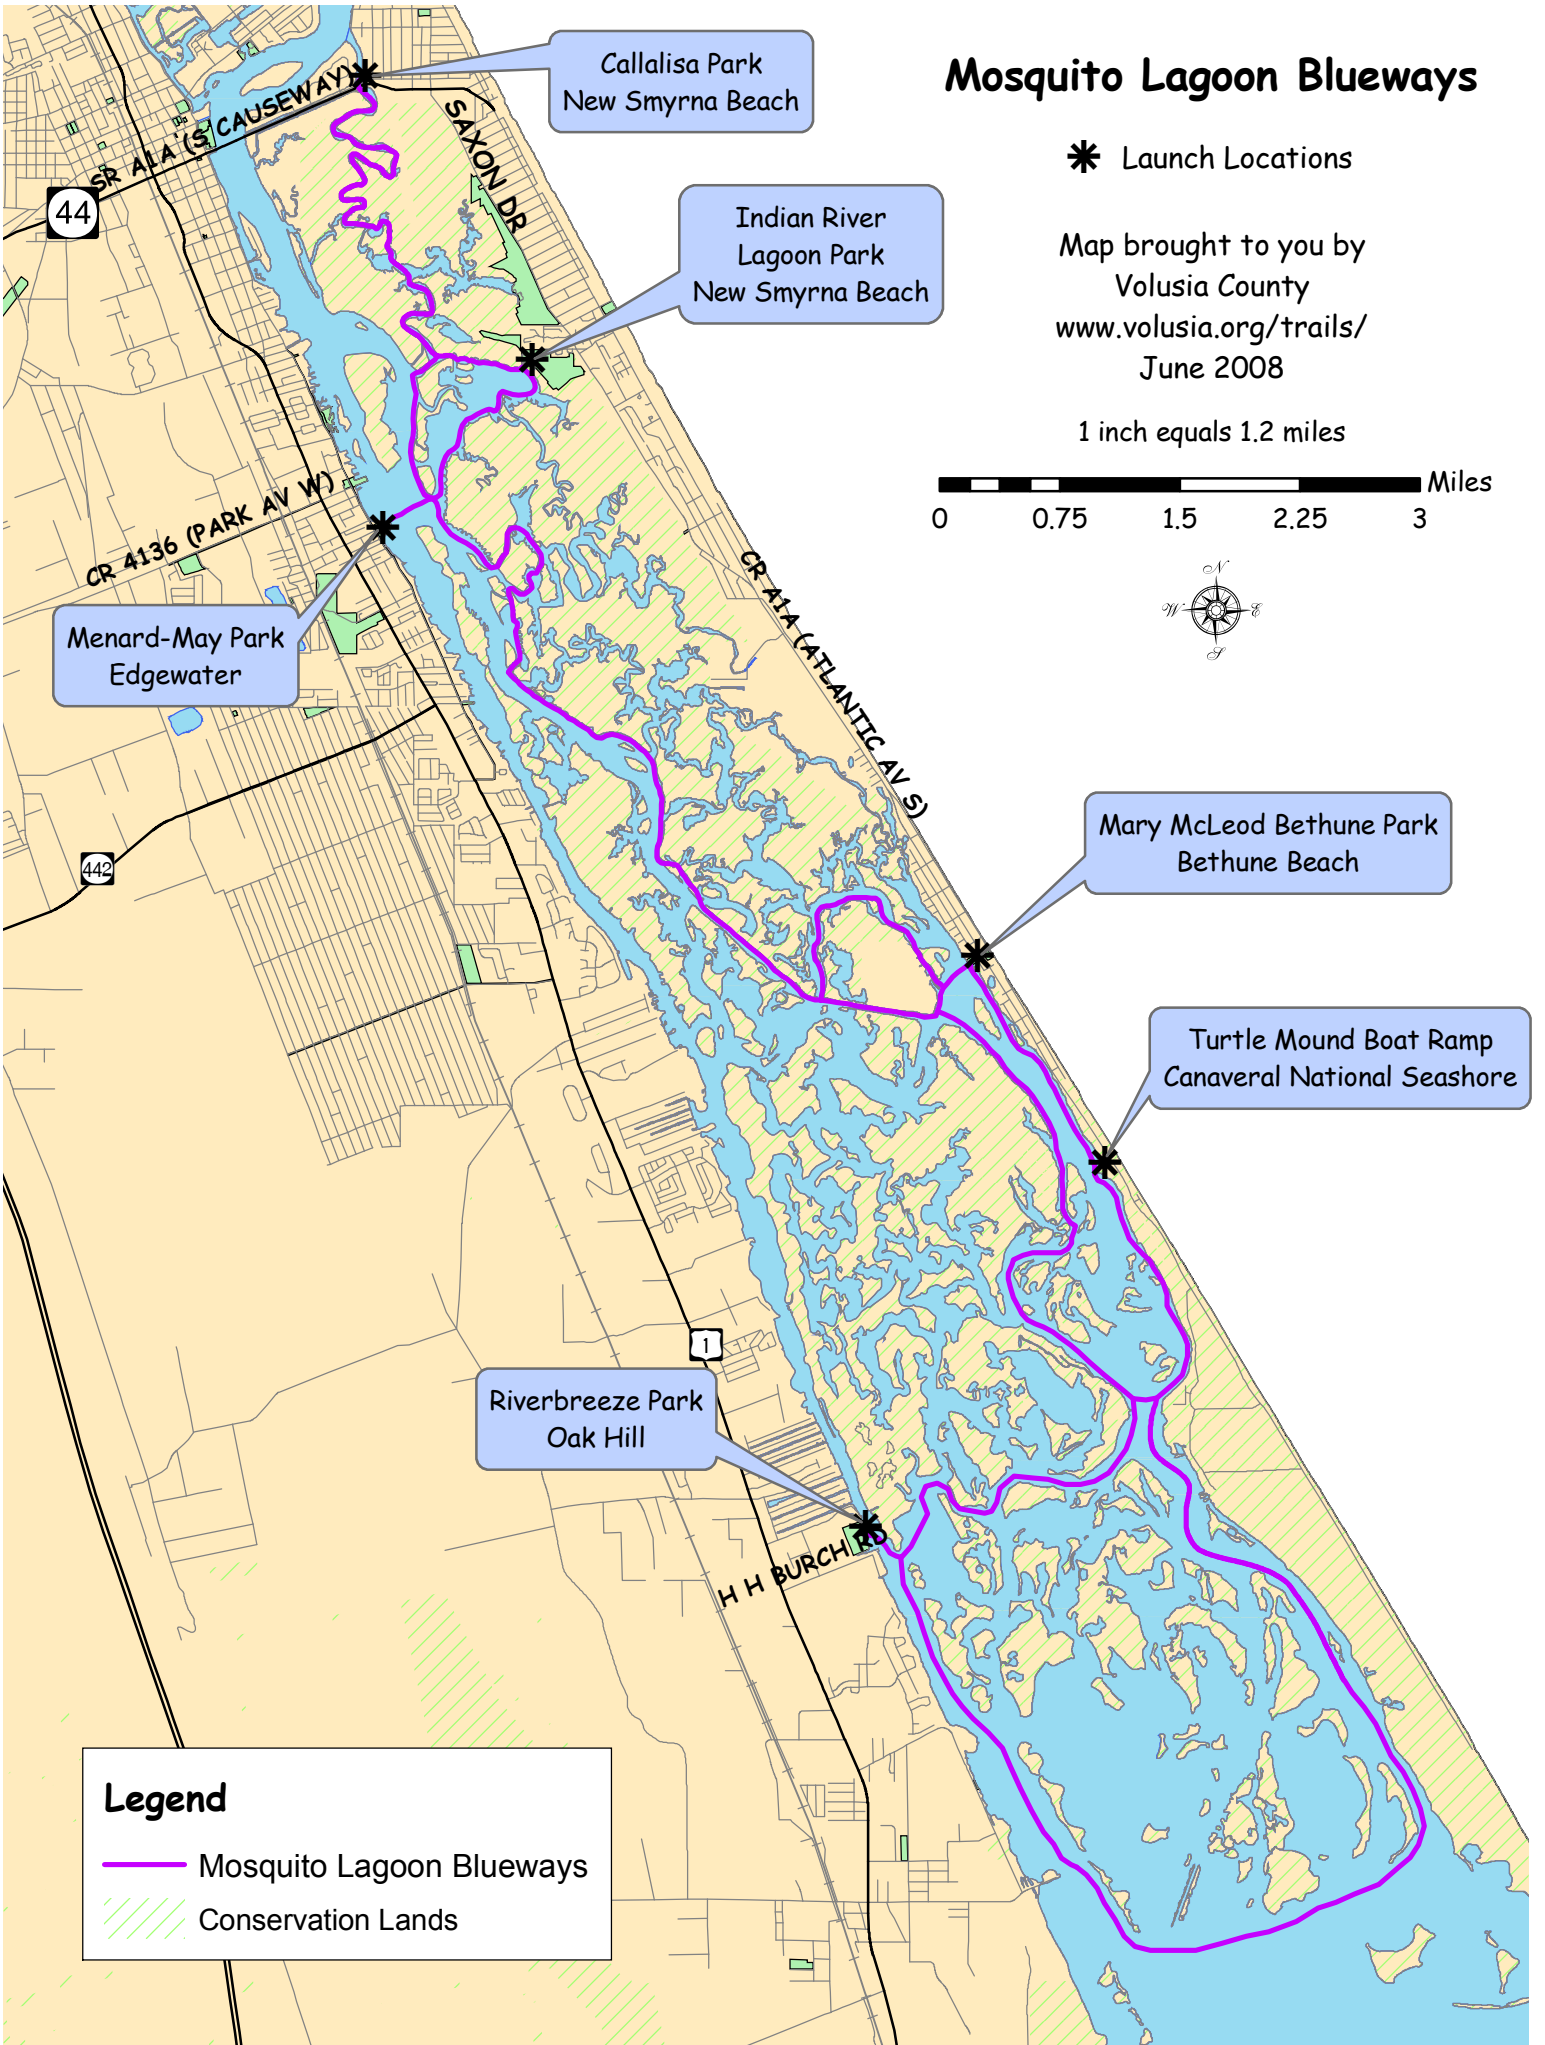 Mosquito Lagoon Blueways
Launch Locations
Map brought to you by
Volusia County
www.volusia.org/trails/
June 2008
1 inch equals 1.2 miles
Miles
0 0.75 1.5 2.25 3
N
W E
S
Callalisa Park
New Smyrna Beach
SR A1A (S CAUSEWAY)
SAXON DR
44
Indian River
Lagoon Park
New Smyrna Beach
CR 4136 (PARK AV W)
Menard-May Park
Edgewater
CR A1A (ATLANTIC AV S)
442
Mary McLeod Bethune Park
Bethune Beach
Turtle Mound Boat Ramp
Canaveral National Seashore
1
Riverbreeze Park
Oak Hill
H H BURCH RD
Legend
Mosquito Lagoon Blueways
Conservation Lands